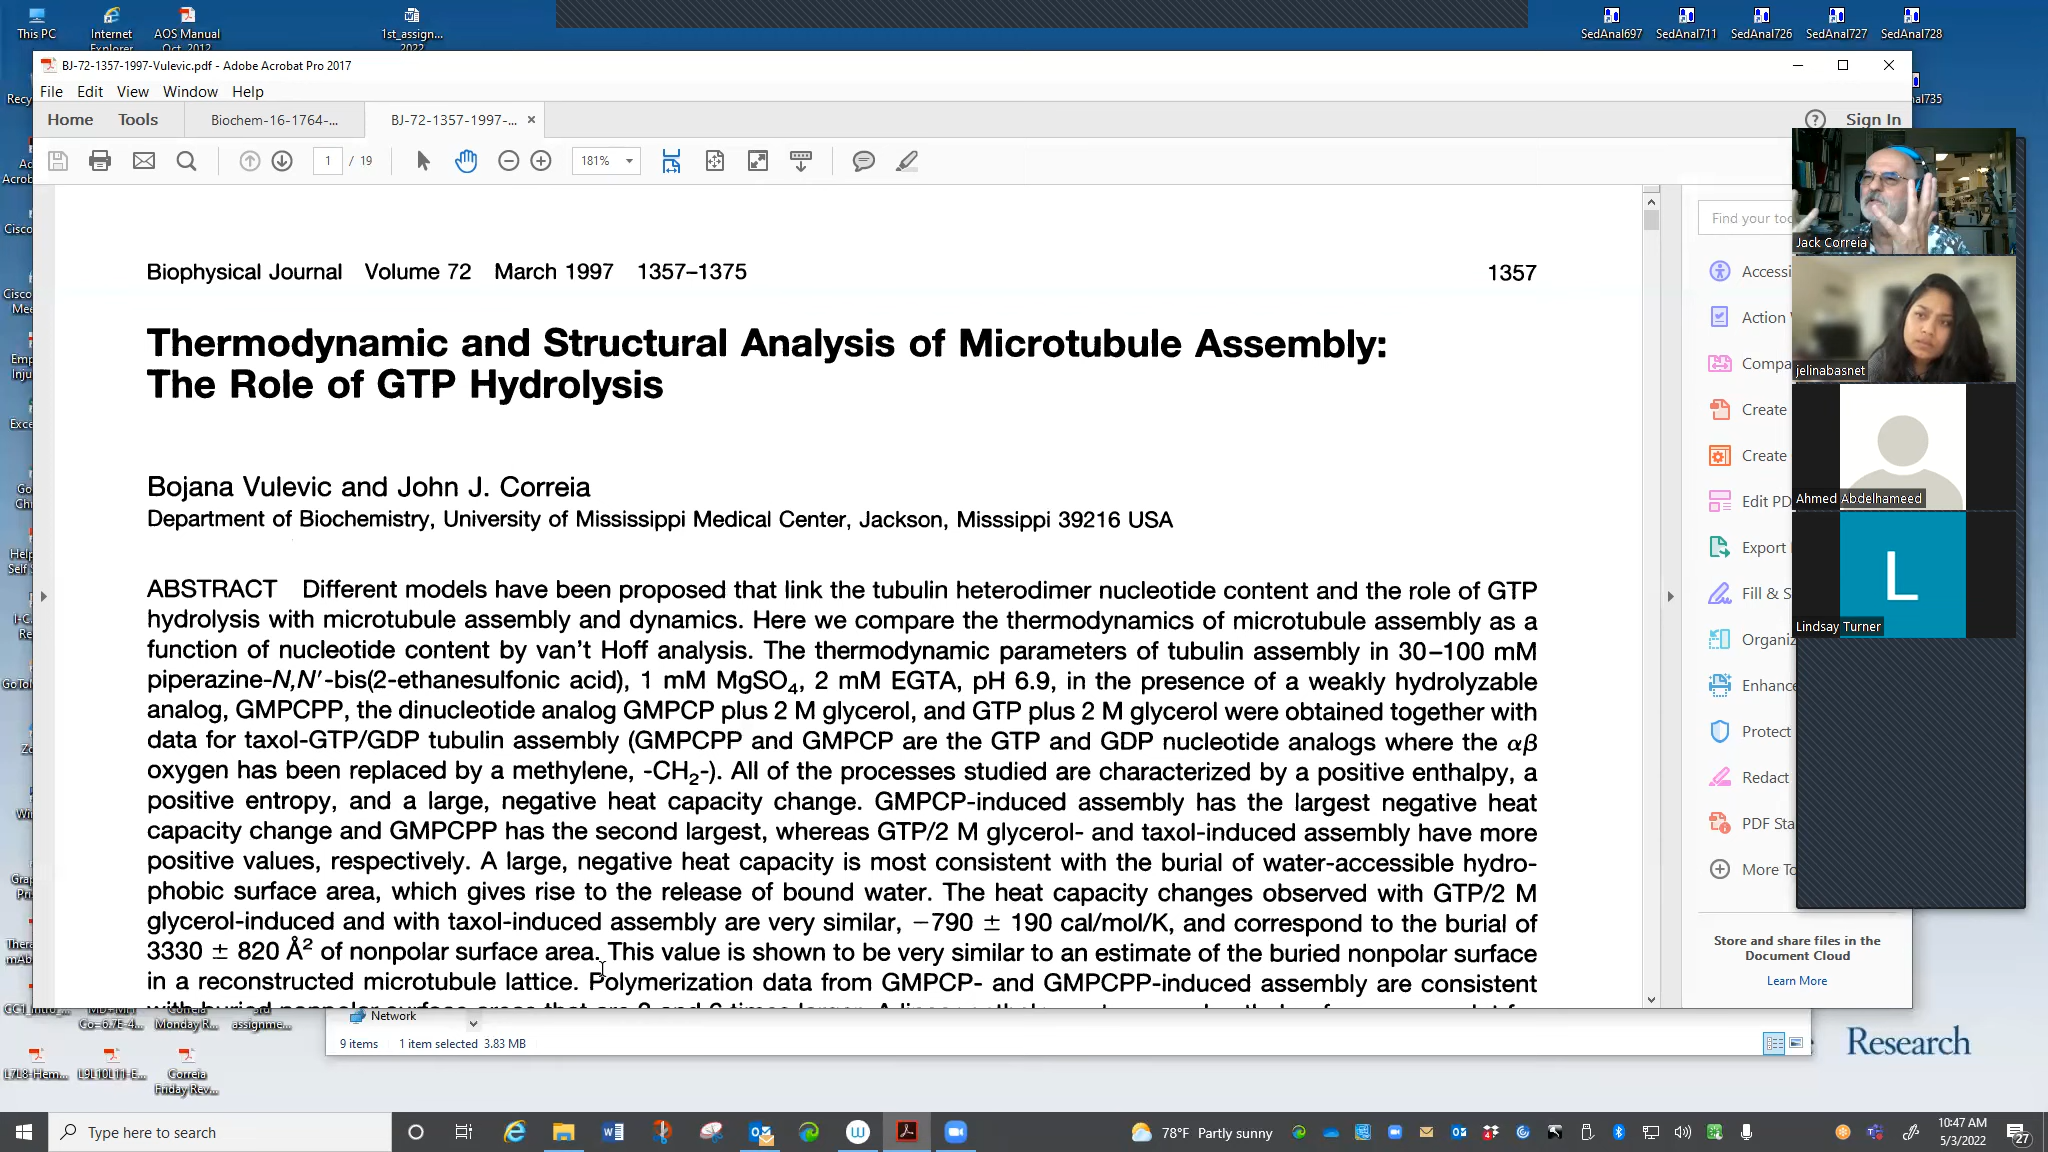 This PC
Internet Explorer
AOS Manual Oct. 2012
1st_assign... 2022
SedAnal697
SedAnal711
SedAnal726
SedAnal727
SedAnal728
BJ-72-1357-1997-Vulevic.pdf - Adobe Acrobat Pro 2017
File Edit View Window Help
Home Tools Biochem-16-1764-... BJ-72-1357-1997-... ×
Sign In
1 / 19
181%
Find your too
Biophysical Journal Volume 72 March 1997 1357–1375
1357
Thermodynamic and Structural Analysis of Microtubule Assembly:
The Role of GTP Hydrolysis
Bojana Vulevic and John J. Correia
Department of Biochemistry, University of Mississippi Medical Center, Jackson, Misssippi 39216 USA
ABSTRACT Different models have been proposed that link the tubulin heterodimer nucleotide content and the role of GTP
hydrolysis with microtubule assembly and dynamics. Here we compare the thermodynamics of microtubule assembly as a
function of nucleotide content by van't Hoff analysis. The thermodynamic parameters of tubulin assembly in 30–100 mM
piperazine-N,N′-bis(2-ethanesulfonic acid), 1 mM MgSO₄, 2 mM EGTA, pH 6.9, in the presence of a weakly hydrolyzable
analog, GMPCPP, the dinucleotide analog GMPCP plus 2 M glycerol, and GTP plus 2 M glycerol were obtained together with
data for taxol-GTP/GDP tubulin assembly (GMPCPP and GMPCP are the GTP and GDP nucleotide analogs where the αβ
oxygen has been replaced by a methylene, -CH₂-). All of the processes studied are characterized by a positive enthalpy, a
positive entropy, and a large, negative heat capacity change. GMPCP-induced assembly has the largest negative heat
capacity change and GMPCPP has the second largest, whereas GTP/2 M glycerol- and taxol-induced assembly have more
positive values, respectively. A large, negative heat capacity is most consistent with the burial of water-accessible hydro-
phobic surface area, which gives rise to the release of bound water. The heat capacity changes observed with GTP/2 M
glycerol-induced and with taxol-induced assembly are very similar, −790 ± 190 cal/mol/K, and correspond to the burial of
3330 ± 820 Å² of nonpolar surface area. This value is shown to be very similar to an estimate of the buried nonpolar surface
in a reconstructed microtubule lattice. Polymerization data from GMPCP- and GMPCPP-induced assembly are consistent
Accessi
Action
Compa
Create
Create
Edit PD
Export
Fill & S
Organiz
Enhance
Protect
Redact
PDF Sta
More To
Store and share files in the
Document Cloud
Learn More
Jack Correia
jelinabasnet
Ahmed Abdelhameed
L
Lindsay Turner
Network
9 items 1 item selected 3.83 MB
Research
L7L8-Hem...
L9L10L11-E...
Correia Friday Rev...
Type here to search
78°F Partly sunny
10:47 AM
5/3/2022
27